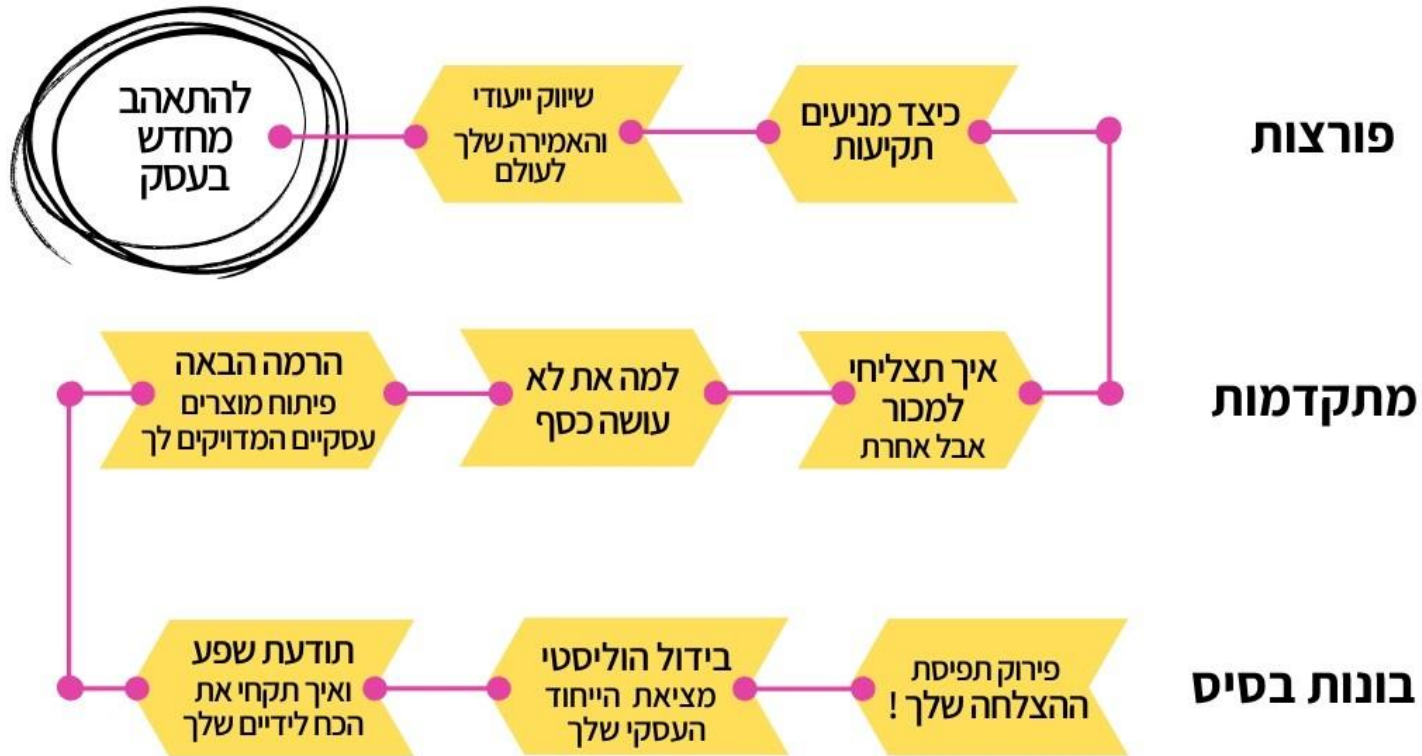 פורצות
כיצד מניעים
תקיעות
שיווק ייעודי
והאמירה שלך
לעולם
להתאהב
מחדש
בעסק
מתקדמות
איך תצליחי
למכור
אבל אחרת
למה את לא
עושה כסף
הרמה הבאה
פיתוח מוצרים
עסקיים המדויקים לך
בונות בסיס
פירוק תפיסת
ההצלחה שלך !
בידול הוליסטי
מציאת הייחוד
העסקי שלך
תודעת שפע
ואיך תקחי את
הכח לידיים שלך